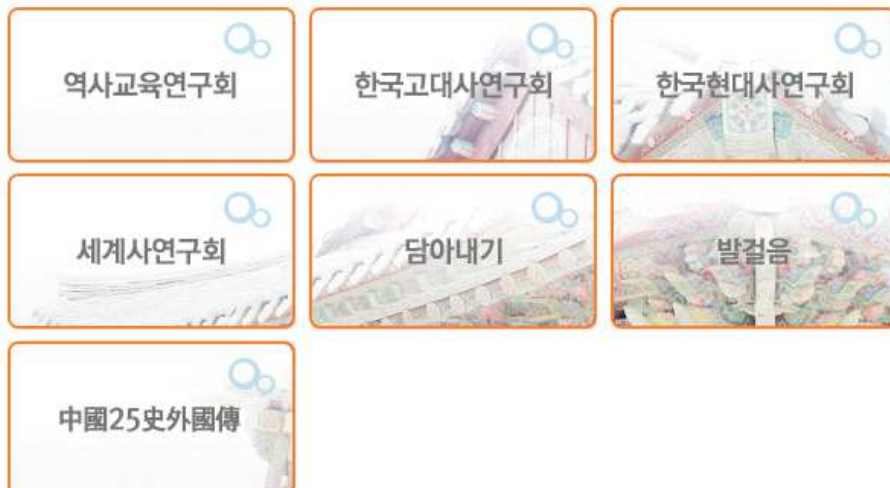 역사교육연구회
한국고대사연구회
한국현대사연구회
세계사연구회
담아내기
발걸음
中國25史外國傳